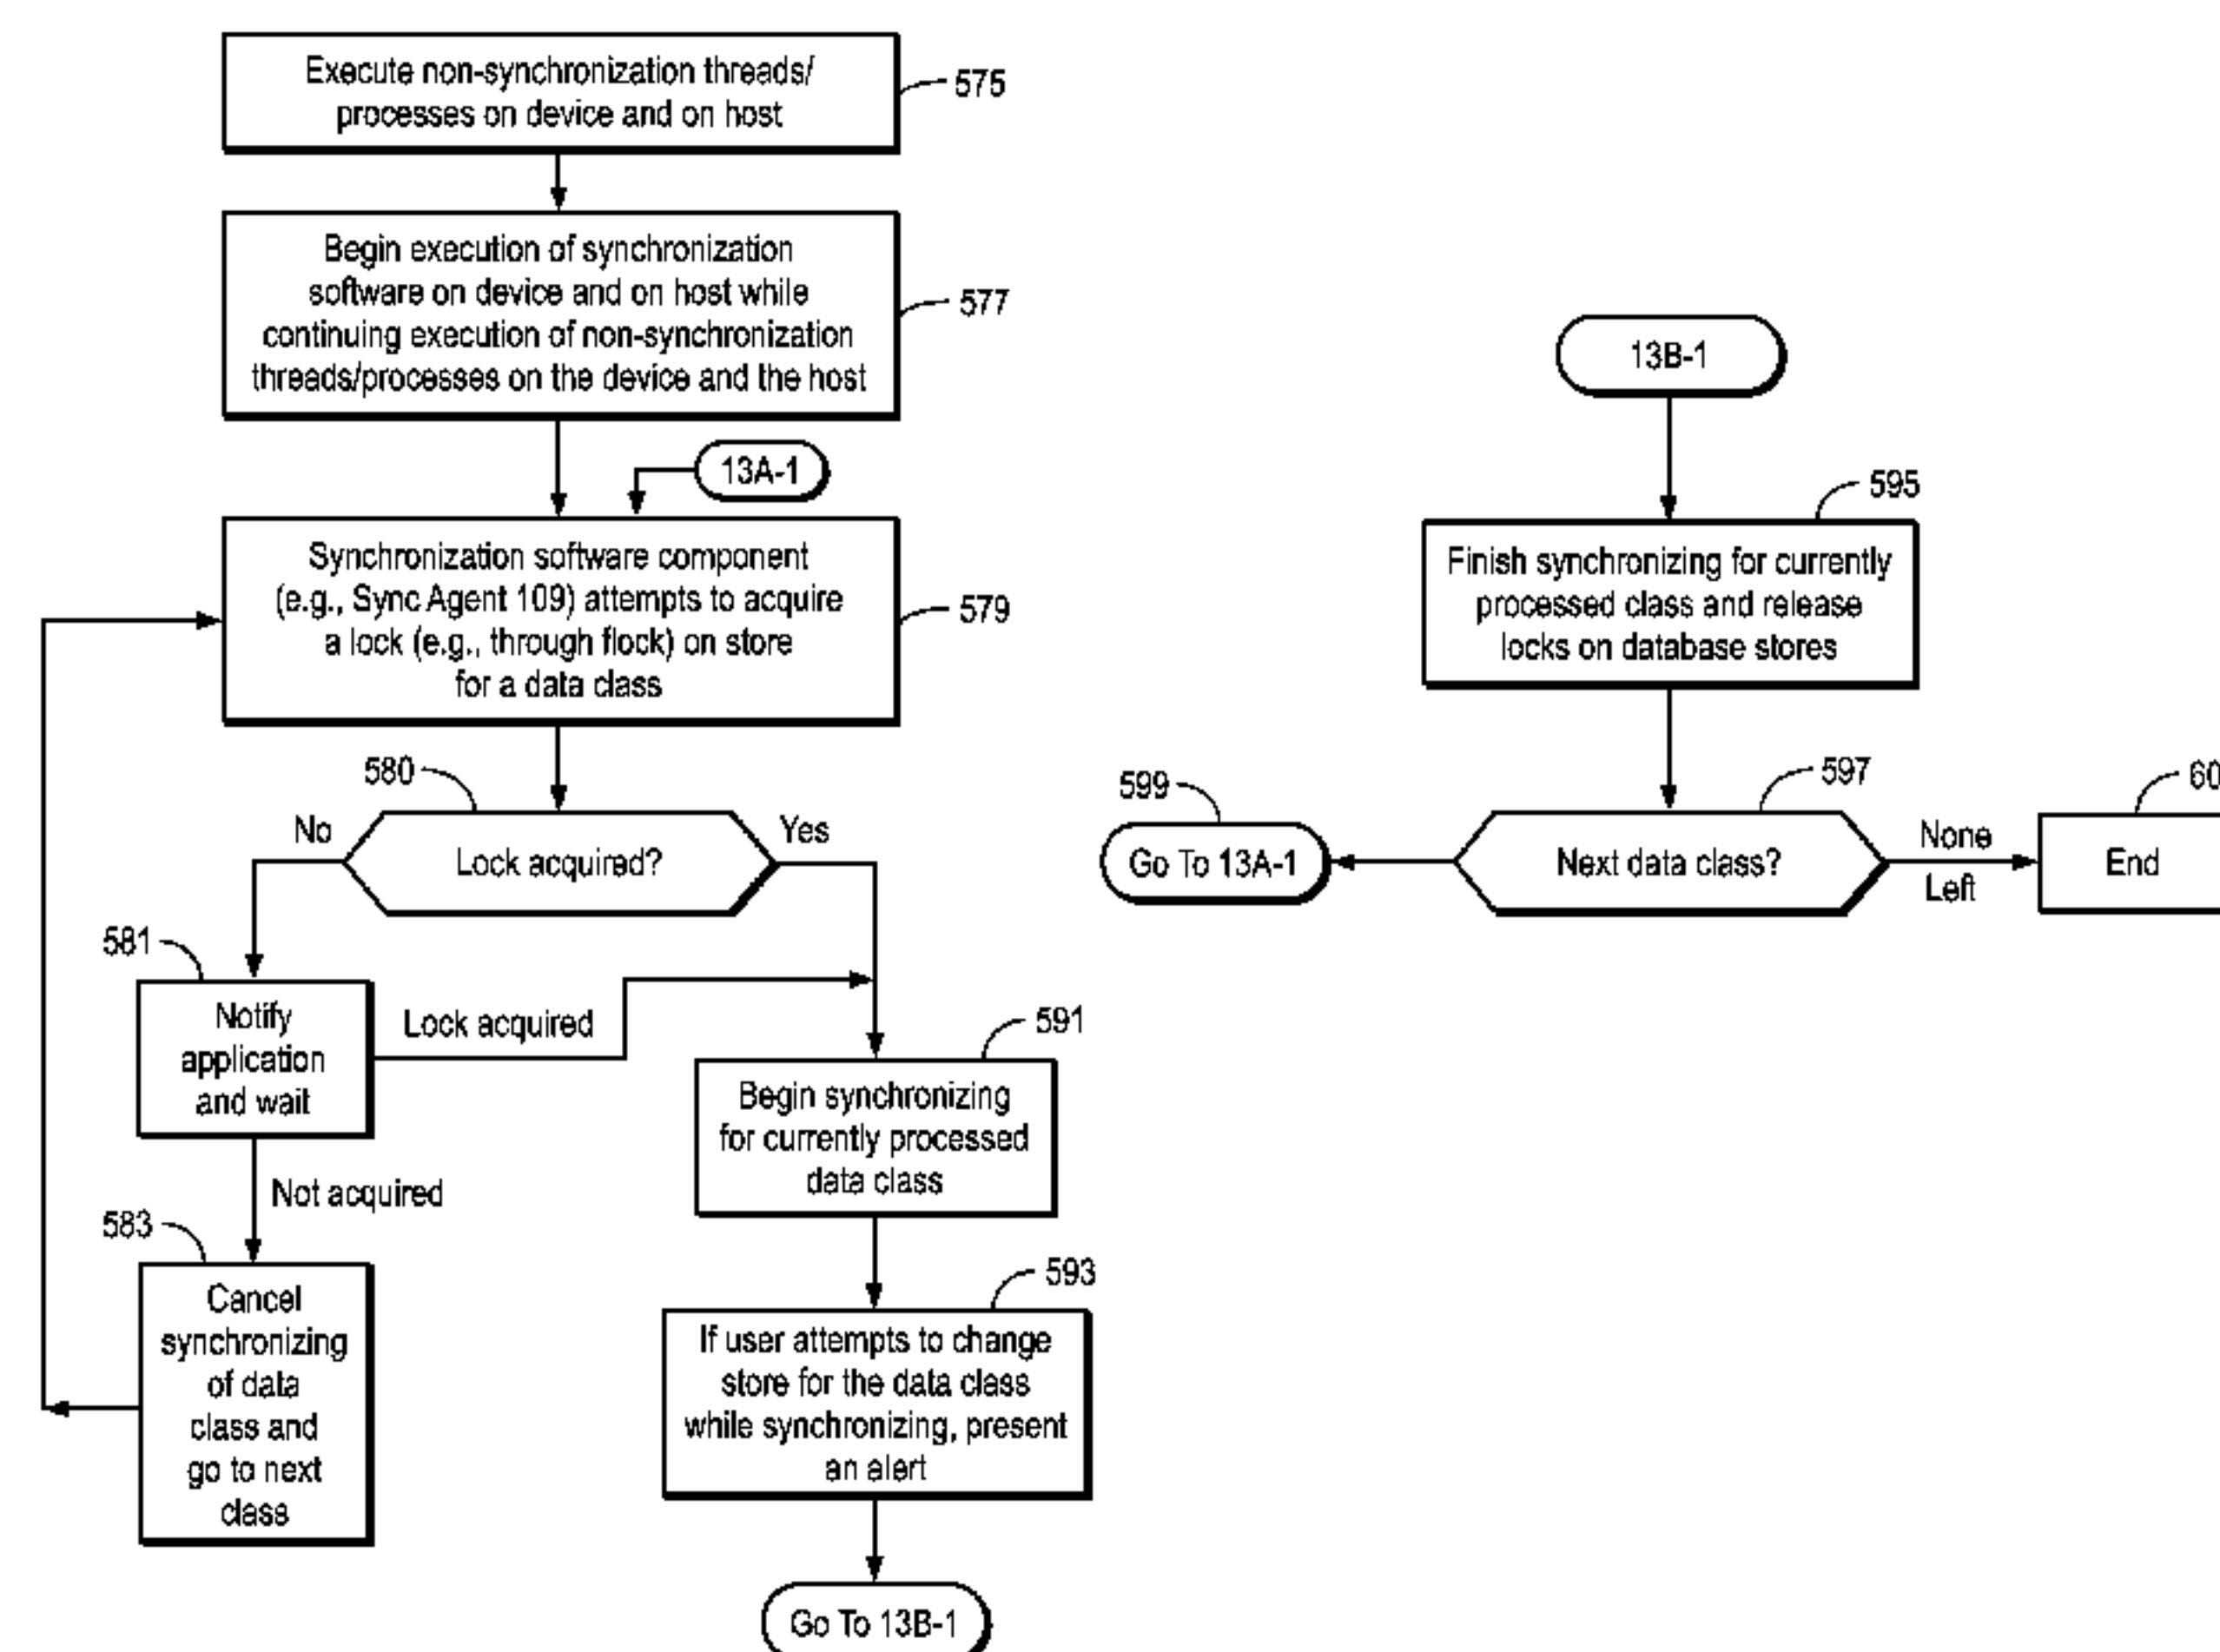 Execute non-synchronization threads/
processes on device and on host
575
Begin execution of synchronization
software on device and on host while
continuing execution of non-synchronization
threads/processes on the device and the host
577
13A-1
Synchronization software component
(e.g., Sync Agent 109) attempts to acquire
a lock (e.g., through flock) on store
for a data class
579
580
No
Lock acquired?
Yes
581
Notify
application
and wait
Lock acquired
Not acquired
583
Cancel
synchronizing
of data
class and
go to next
class
591
Begin synchronizing
for currently processed
data class
593
If user attempts to change
store for the data class
while synchronizing, present
an alert
Go To 13B-1
13B-1
595
Finish synchronizing for currently
processed class and release
locks on database stores
597
Next data class?
599
Go To 13A-1
None
Left
60
End